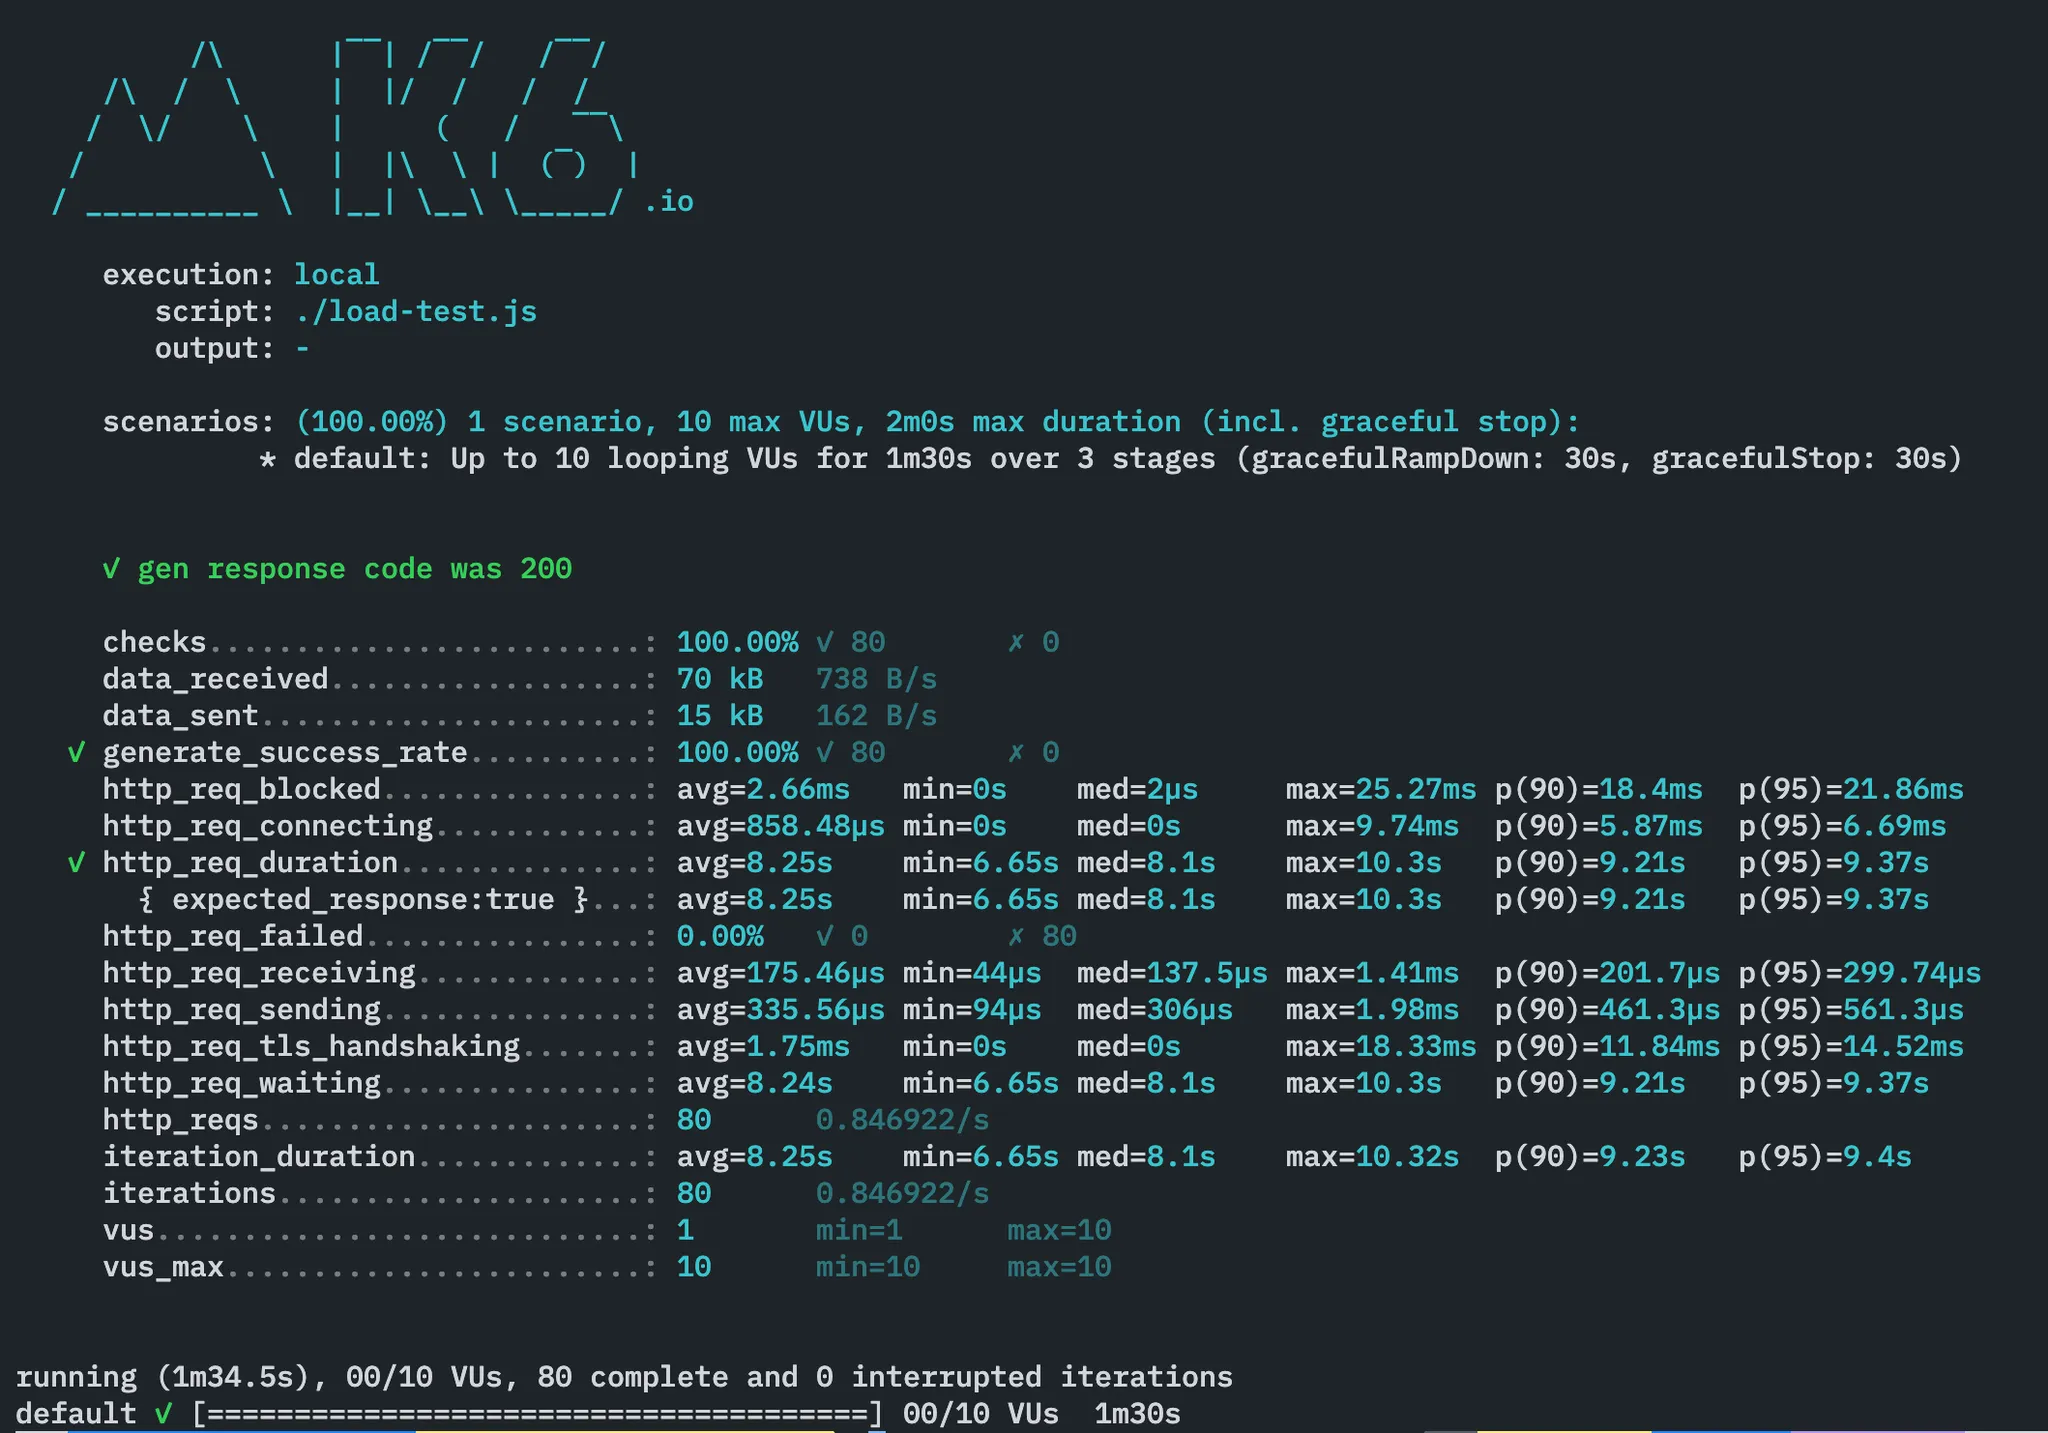 /\      |‾‾| /‾‾/   /‾‾/
     /\  /  \     |  |/  /   /  /
    /  \/    \    |     (   /   ‾‾\
   /          \   |  |\  \ |  (‾)  |
  / __________ \  |__| \__\ \_____/ .io
execution: local
script: ./load-test.js
output: -
scenarios: (100.00%) 1 scenario, 10 max VUs, 2m0s max duration (incl. graceful stop):
* default: Up to 10 looping VUs for 1m30s over 3 stages (gracefulRampDown: 30s, gracefulStop: 30s)
✓ gen response code was 200
checks.........................: 100.00% ✓ 80       ✗ 0
data_received..................: 70 kB   738 B/s
data_sent......................: 15 kB   162 B/s
✓ generate_success_rate..........: 100.00% ✓ 80       ✗ 0
http_req_blocked...............: avg=2.66ms   min=0s    med=2µs     max=25.27ms p(90)=18.4ms  p(95)=21.86ms
http_req_connecting............: avg=858.48µs min=0s    med=0s      max=9.74ms  p(90)=5.87ms  p(95)=6.69ms
✓ http_req_duration..............: avg=8.25s    min=6.65s med=8.1s    max=10.3s   p(90)=9.21s   p(95)=9.37s
{ expected_response:true }...: avg=8.25s    min=6.65s med=8.1s    max=10.3s   p(90)=9.21s   p(95)=9.37s
http_req_failed................: 0.00%   ✓ 0        ✗ 80
http_req_receiving.............: avg=175.46µs min=44µs  med=137.5µs max=1.41ms  p(90)=201.7µs p(95)=299.74µs
http_req_sending...............: avg=335.56µs min=94µs  med=306µs   max=1.98ms  p(90)=461.3µs p(95)=561.3µs
http_req_tls_handshaking.......: avg=1.75ms   min=0s    med=0s      max=18.33ms p(90)=11.84ms p(95)=14.52ms
http_req_waiting...............: avg=8.24s    min=6.65s med=8.1s    max=10.3s   p(90)=9.21s   p(95)=9.37s
http_reqs......................: 80      0.846922/s
iteration_duration.............: avg=8.25s    min=6.65s med=8.1s    max=10.32s  p(90)=9.23s   p(95)=9.4s
iterations.....................: 80      0.846922/s
vus............................: 1       min=1      max=10
vus_max........................: 10      min=10     max=10
running (1m34.5s), 00/10 VUs, 80 complete and 0 interrupted iterations
default ✓ [======================================] 00/10 VUs  1m30s